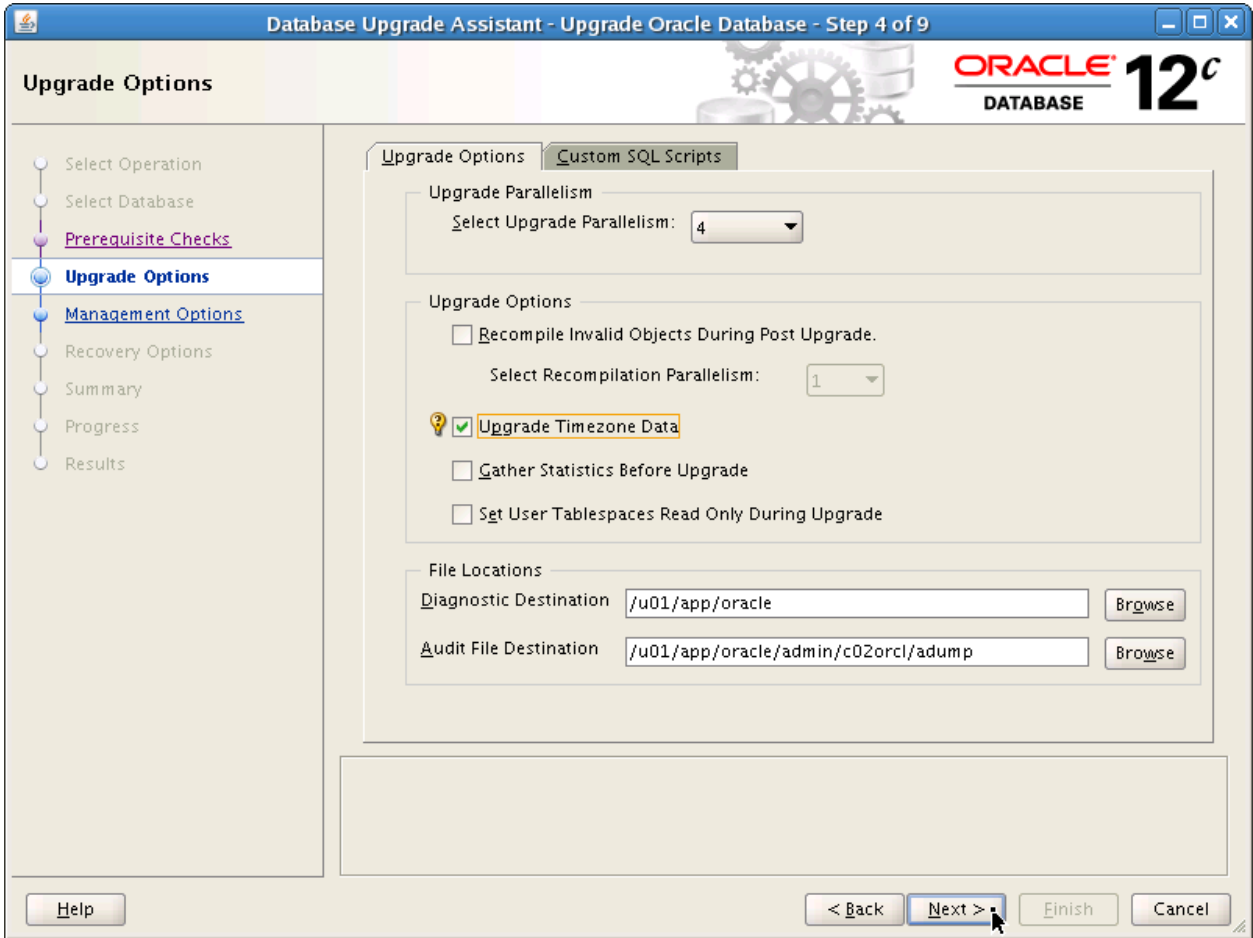 Database Upgrade Assistant - Upgrade Oracle Database - Step 4 of 9
Upgrade Options
ORACLE
DATABASE
12c
Select Operation
Select Database
Prerequisite Checks
Upgrade Options
Management Options
Recovery Options
Summary
Progress
Results
Upgrade Options Custom SQL Scripts
Upgrade Parallelism
Select Upgrade Parallelism: 4
Upgrade Options
Recompile Invalid Objects During Post Upgrade.
Select Recompilation Parallelism: 1
Upgrade Timezone Data
Gather Statistics Before Upgrade
Set User Tablespaces Read Only During Upgrade
File Locations
Diagnostic Destination /u01/app/oracle Browse
Audit File Destination /u01/app/oracle/admin/c02orcl/adump Browse
Help < Back Next > Finish Cancel